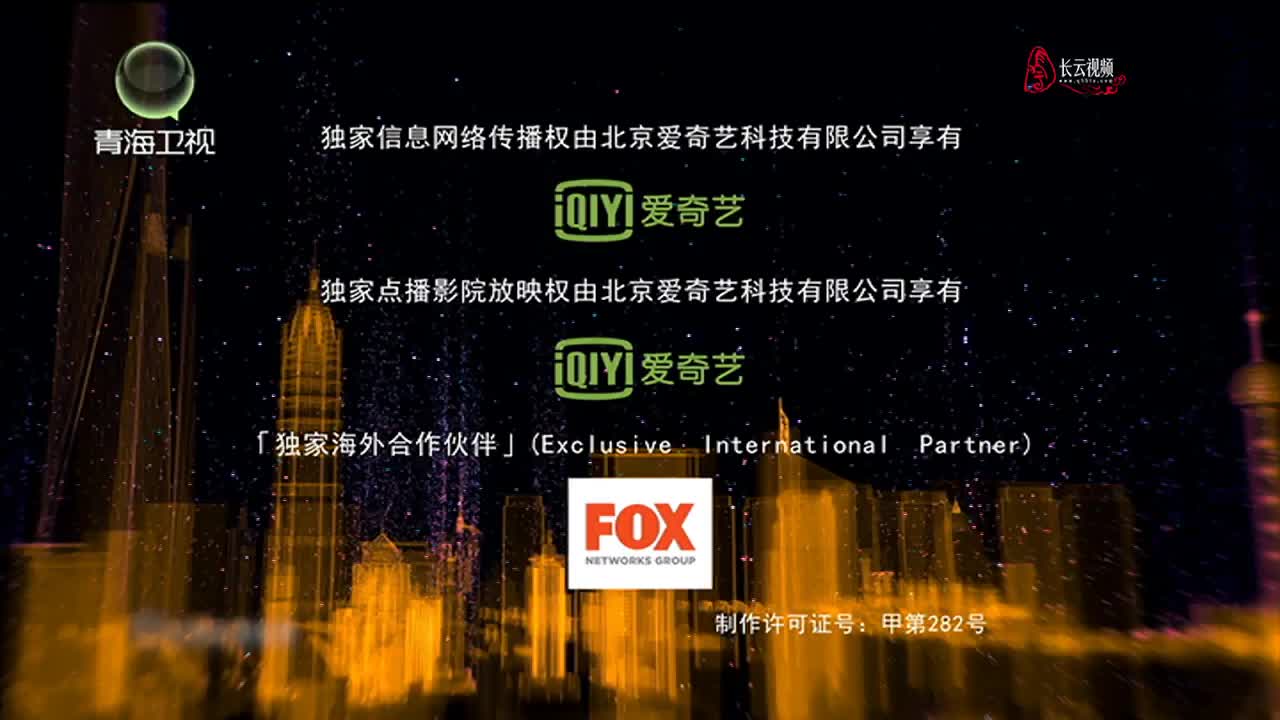 青海卫视
长云视频
独家信息网络传播权由北京爱奇艺科技有限公司享有
iQIYI 爱奇艺
独家点播影院放映权由北京爱奇艺科技有限公司享有
iQIYI 爱奇艺
「独家海外合作伙伴」(Exclusive International Partner)
FOX
NETWORKS GROUP
制作许可证号：甲第282号